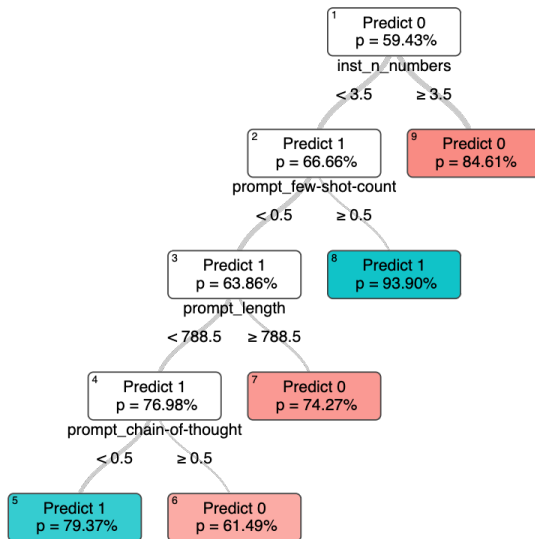 1
Predict 0
p = 59.43%
inst_n_numbers
< 3.5 ≥ 3.5
2
Predict 1
p = 66.66%
9
Predict 0
p = 84.61%
prompt_few-shot-count
< 0.5 ≥ 0.5
3
Predict 1
p = 63.86%
8
Predict 1
p = 93.90%
prompt_length
< 788.5 ≥ 788.5
4
Predict 1
p = 76.98%
7
Predict 0
p = 74.27%
prompt_chain-of-thought
< 0.5 ≥ 0.5
5
Predict 1
p = 79.37%
6
Predict 0
p = 61.49%